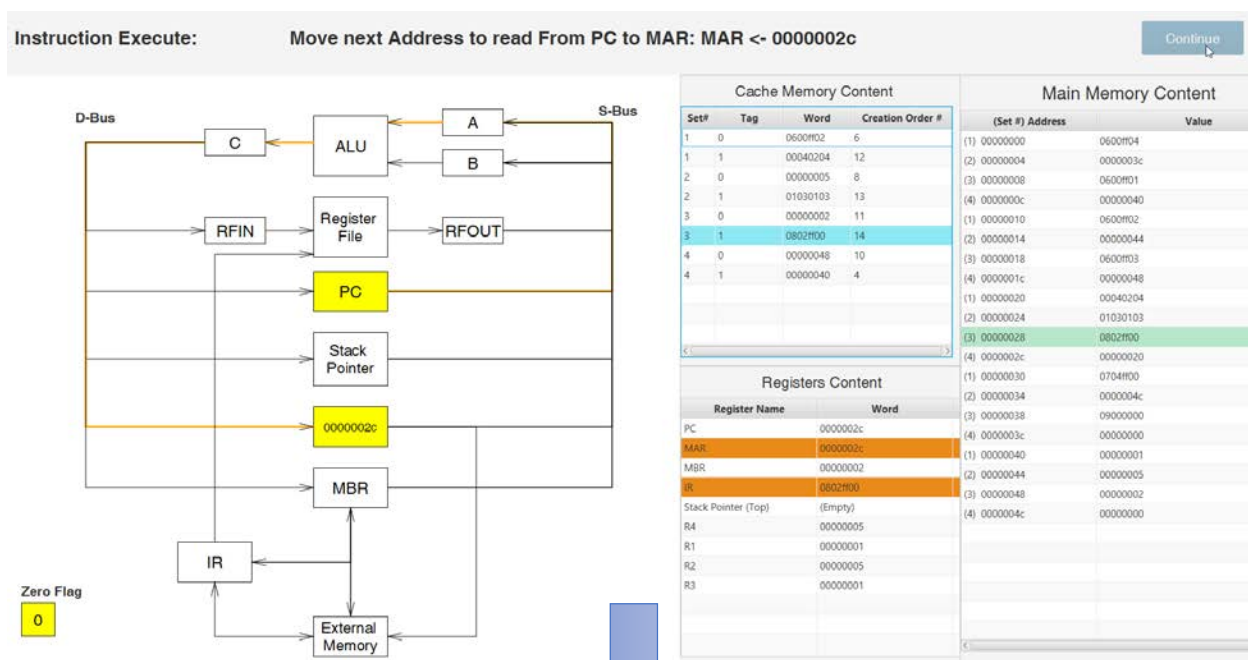 Instruction Execute: Move next Address to read From PC to MAR: MAR <- 0000002c
Continue
D-Bus
S-Bus
C
ALU
A
B
RFIN
Register
File
RFOUT
PC
Stack
Pointer
0000002c
MBR
IR
External
Memory
Zero Flag
0
Cache Memory Content
Set# Tag Word Creation Order #
1 0 0600ff02 6
1 1 00040204 12
2 0 00000005 8
2 1 01030103 13
3 0 00000002 11
3 1 0802ff00 14
4 0 00000048 10
4 1 00000040 4
Registers Content
Register Name Word
PC 0000002c
MAR 0000002c
MBR 00000002
IR 0802ff00
Stack Pointer (Top) (Empty)
R4 00000005
R1 00000001
R2 00000005
R3 00000001
Main Memory Content
(Set #) Address Value
(1) 00000000 0600ff04
(2) 00000004 0000003c
(3) 00000008 0600ff01
(4) 0000000c 00000040
(1) 00000010 0600ff02
(2) 00000014 00000044
(3) 00000018 0600ff03
(4) 0000001c 00000048
(1) 00000020 00040204
(2) 00000024 01030103
(3) 00000028 0802ff00
(4) 0000002c 00000020
(1) 00000030 0704ff00
(2) 00000034 0000004c
(3) 00000038 09000000
(4) 0000003c 00000000
(1) 00000040 00000001
(2) 00000044 00000005
(3) 00000048 00000002
(4) 0000004c 00000000